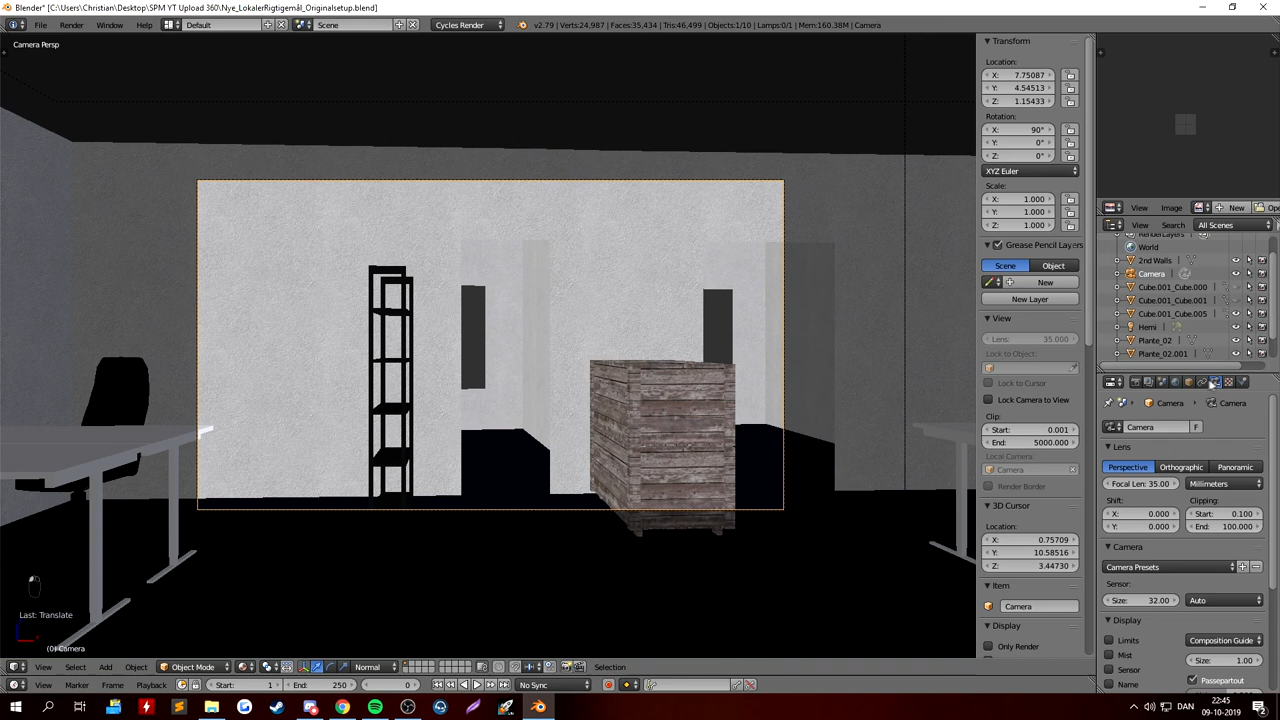 Blender* [C:\Users\Christian\Desktop\SPM YT Upload 360\Nye_LokalerRigtigemål_Originalsetup.blend]
File Render Window Help Default Scene Cycles Render v2.79 | Verts:24,987 | Faces:35,434 | Tris:46,499 | Objects:1/10 | Lamps:0/1 | Mem:160.38M | Camera
Camera Persp
Transform
Location:
X: 7.75087
Y: 4.54513
Z: 1.15433
Rotation:
X: 90°
Y: 0°
Z: 0°
XYZ Euler
Scale:
X: 1.000
Y: 1.000
Z: 1.000
Grease Pencil Layers
Scene Object
New
New Layer
View
Lens: 35.000
Lock to Object:
Lock to Cursor
Lock Camera to View
Clip:
Start: 0.001
End: 5000.000
Local Camera:
Camera
Render Border
3D Cursor
Location:
X: 0.75709
Y: 10.58516
Z: 3.44730
Item
Camera
Display
Only Render
View Image New Ope
View Search All Scenes
RenderLayers
World
2nd Walls
Camera
Cube.001_Cube.000
Cube.001_Cube.001
Cube.001_Cube.005
Hemi
Plante_02
Plante_02.001
Camera Camera
Camera F
Lens
Perspective Orthographic Panoramic
Focal Len: 35.00 Millimeters
Shift: Clipping:
X: 0.000 Start: 0.100
Y: 0.000 End: 100.000
Camera
Camera Presets
Sensor:
Size: 32.00 Auto
Display
Limits Composition Guide
Mist Size: 1.00
Sensor Passepartout
Name
Last: Translate
(0) Camera
View Select Add Object Object Mode Normal Selection
View Marker Frame Playback Start: 1 End: 250 0 No Sync
DAN 22:45
09-10-2019 2